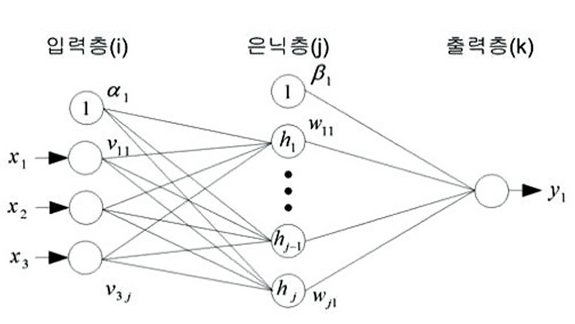 입력층(i) 은닉층(j) 출력층(k)
1 α₁ 1 β₁
x₁ v₁₁ h₁ w₁₁
x₂ y₁
x₃ hⱼ₋₁
v₃ⱼ hⱼ wⱼ₁